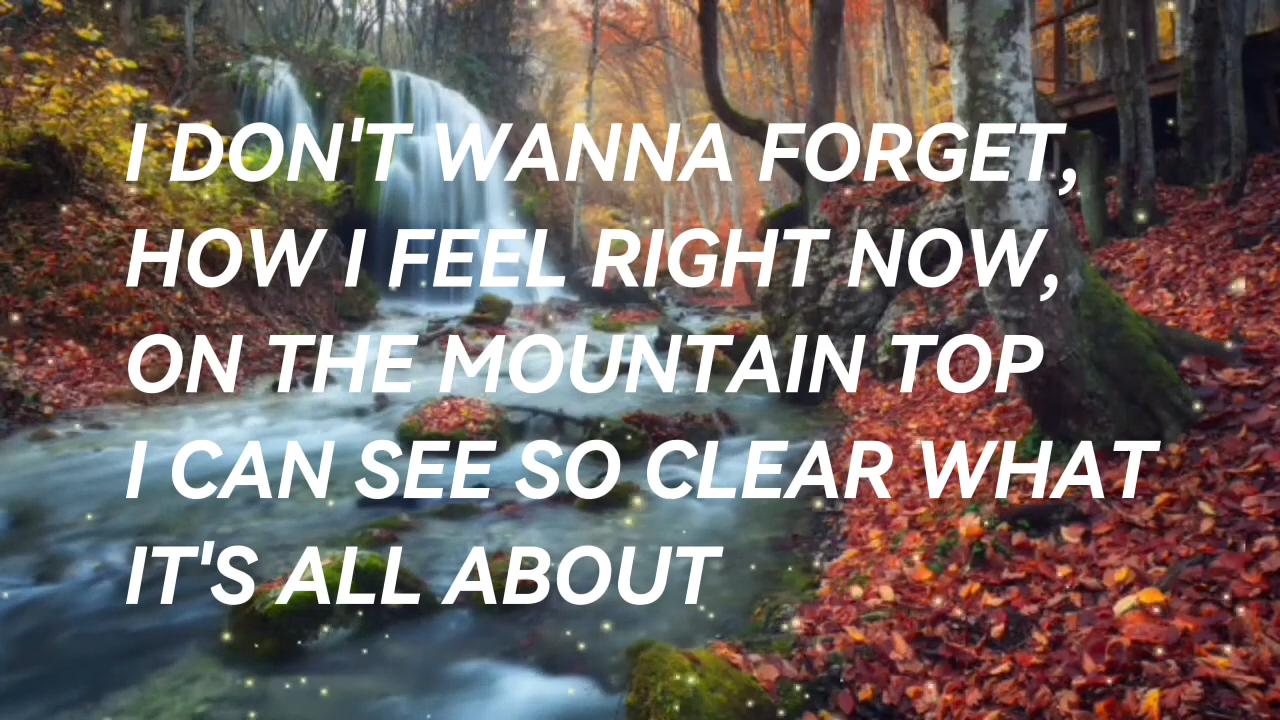 I DON'T WANNA FORGET,
HOW I FEEL RIGHT NOW,
ON THE MOUNTAIN TOP
I CAN SEE SO CLEAR WHAT
IT'S ALL ABOUT